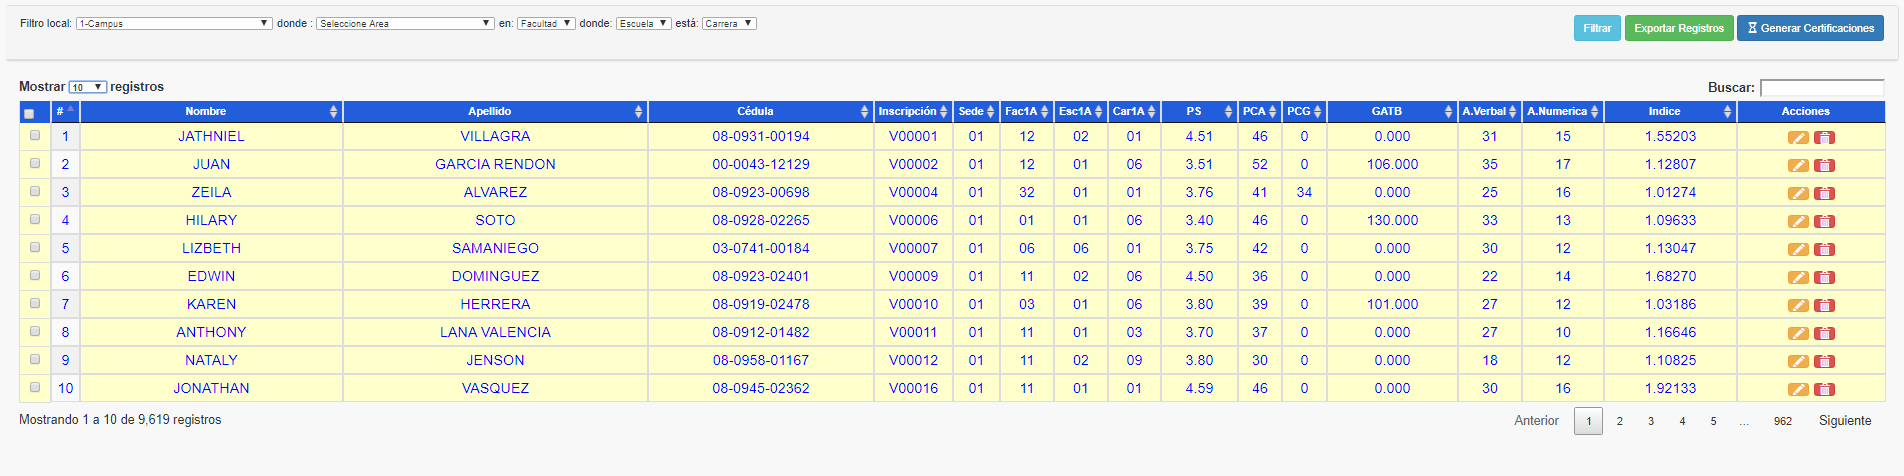 Filtro local: 1-Campus donde : Seleccione Area en: Facultad donde: Escuela está: Carrera Filtrar Exportar Registros Generar Certificaciones
Mostrar 10 registros Buscar:
# Nombre Apellido Cédula Inscripción Sede Fac1A Esc1A Car1A PS PCA PCG GATB A.Verbal A.Numerica Indice Acciones
1 JATHNIEL VILLAGRA 08-0931-00194 V00001 01 12 02 01 4.51 46 0 0.000 31 15 1.55203
2 JUAN GARCIA RENDON 00-0043-12129 V00002 01 12 01 06 3.51 52 0 106.000 35 17 1.12807
3 ZEILA ALVAREZ 08-0923-00698 V00004 01 32 01 01 3.76 41 34 0.000 25 16 1.01274
4 HILARY SOTO 08-0928-02265 V00006 01 01 01 06 3.40 46 0 130.000 33 13 1.09633
5 LIZBETH SAMANIEGO 03-0741-00184 V00007 01 06 06 01 3.75 42 0 0.000 30 12 1.13047
6 EDWIN DOMINGUEZ 08-0923-02401 V00009 01 11 02 06 4.50 36 0 0.000 22 14 1.68270
7 KAREN HERRERA 08-0919-02478 V00010 01 03 01 06 3.80 39 0 101.000 27 12 1.03186
8 ANTHONY LANA VALENCIA 08-0912-01482 V00011 01 11 01 03 3.70 37 0 0.000 27 10 1.16646
9 NATALY JENSON 08-0958-01167 V00012 01 11 02 09 3.80 30 0 0.000 18 12 1.10825
10 JONATHAN VASQUEZ 08-0945-02362 V00016 01 11 01 01 4.59 46 0 0.000 30 16 1.92133
Mostrando 1 a 10 de 9,619 registros Anterior 1 2 3 4 5 ... 962 Siguiente